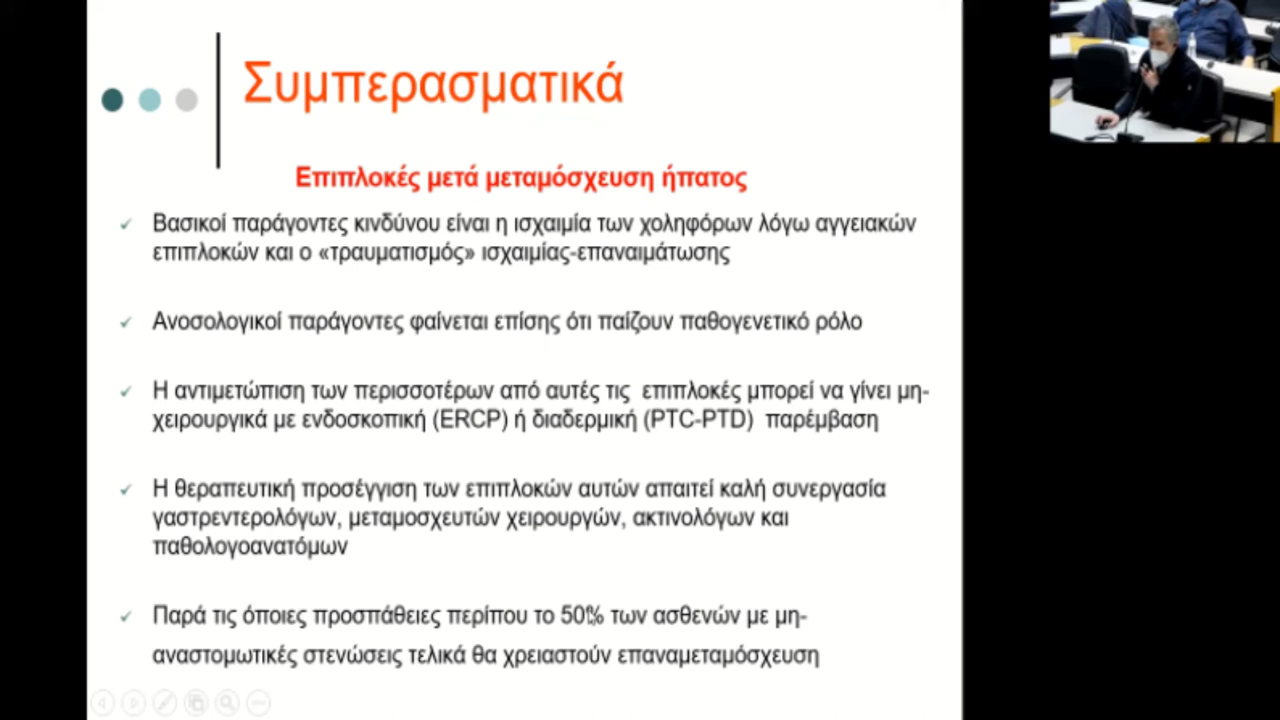 Συμπερασματικά
Επιπλοκές μετά μεταμόσχευση ήπατος
Βασικοί παράγοντες κινδύνου είναι η ισχαιμία των χοληφόρων λόγω αγγειακών
επιπλοκών και ο «τραυματισμός» ισχαιμίας-επαναιμάτωσης
Ανοσολογικοί παράγοντες φαίνεται επίσης ότι παίζουν παθογενετικό ρόλο
Η αντιμετώπιση των περισσοτέρων από αυτές τις επιπλοκές μπορεί να γίνει μη-
χειρουργικά με ενδοσκοπική (ERCP) ή διαδερμική (PTC-PTD) παρέμβαση
Η θεραπευτική προσέγγιση των επιπλοκών αυτών απαιτεί καλή συνεργασία
γαστρεντερολόγων, μεταμοσχευτών χειρουργών, ακτινολόγων και
παθολογοανατόμων
Παρά τις όποιες προσπάθειες περίπου το 50% των ασθενών με μη-
αναστομωτικές στενώσεις τελικά θα χρειαστούν επαναμεταμόσχευση